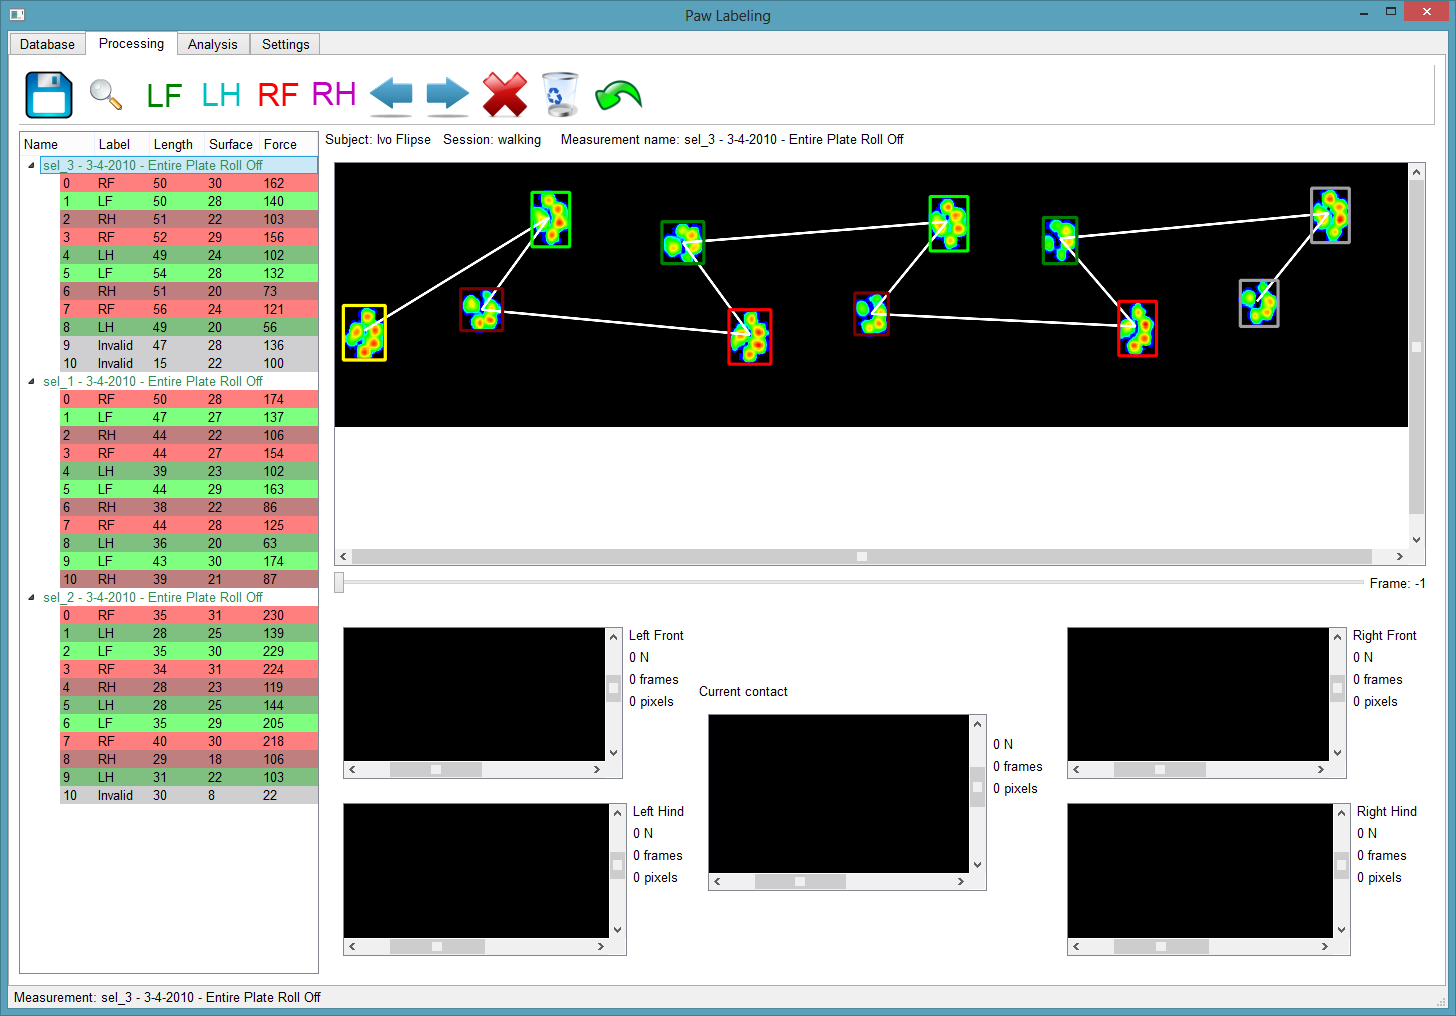 Paw Labeling
Database Processing Analysis Settings
LF LH RF RH
Name Label Length Surface Force
sel_3 - 3-4-2010 - Entire Plate Roll Off
0 RF 50 30 162
1 LF 50 28 140
2 RH 51 22 103
3 RF 52 29 156
4 LH 49 24 102
5 LF 54 28 132
6 RH 51 20 73
7 RF 56 24 121
8 LH 49 20 56
9 Invalid 47 28 136
10 Invalid 15 22 100
sel_1 - 3-4-2010 - Entire Plate Roll Off
0 RF 50 28 174
1 LF 47 27 137
2 RH 44 22 106
3 RF 44 27 154
4 LH 39 23 102
5 LF 44 29 163
6 RH 38 22 86
7 RF 44 28 125
8 LH 36 20 63
9 LF 43 30 174
10 RH 39 21 87
sel_2 - 3-4-2010 - Entire Plate Roll Off
0 RF 35 31 230
1 LH 28 25 139
2 LF 35 30 229
3 RF 34 31 224
4 RH 28 23 119
5 LH 28 25 144
6 LF 35 29 205
7 RF 40 30 218
8 RH 29 18 106
9 LH 31 22 103
10 Invalid 30 8 22
Subject: Ivo Flipse Session: walking Measurement name: sel_3 - 3-4-2010 - Entire Plate Roll Off
Frame: -1
Left Front
0 N
0 frames
0 pixels
Left Hind
0 N
0 frames
0 pixels
Current contact
0 N
0 frames
0 pixels
Right Front
0 N
0 frames
0 pixels
Right Hind
0 N
0 frames
0 pixels
Measurement: sel_3 - 3-4-2010 - Entire Plate Roll Off